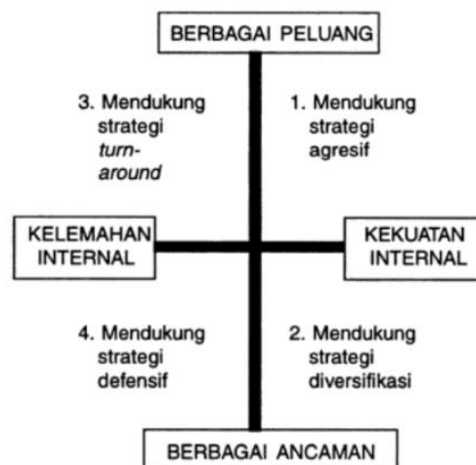 BERBAGAI PELUANG
3. Mendukung
strategi
turn-
around
1. Mendukung
strategi
agresif
KELEMAHAN
INTERNAL
KEKUATAN
INTERNAL
4. Mendukung
strategi
defensif
2. Mendukung
strategi
diversifikasi
BERBAGAI ANCAMAN